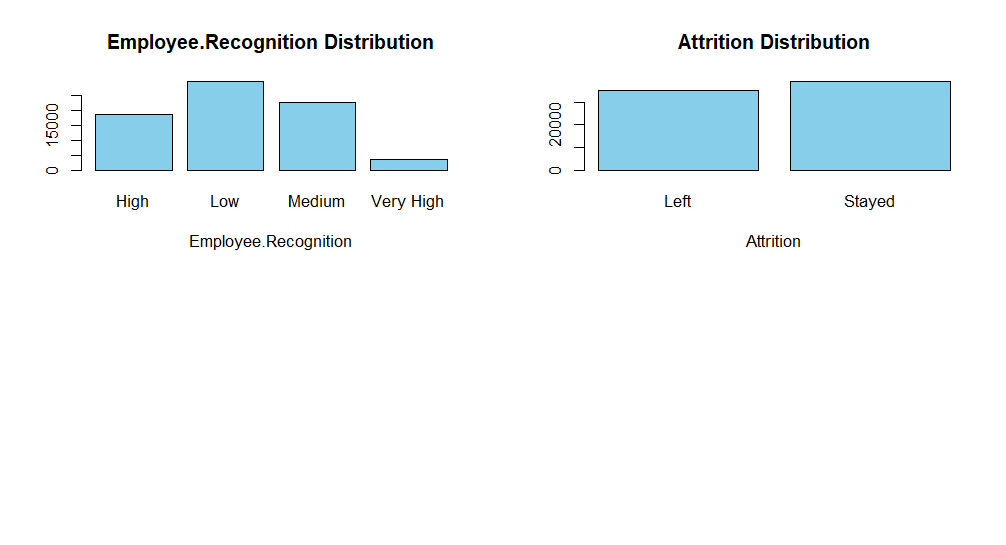 Employee.Recognition Distribution
15000
0
High Low Medium Very High
Employee.Recognition
Attrition Distribution
20000
0
Left Stayed
Attrition